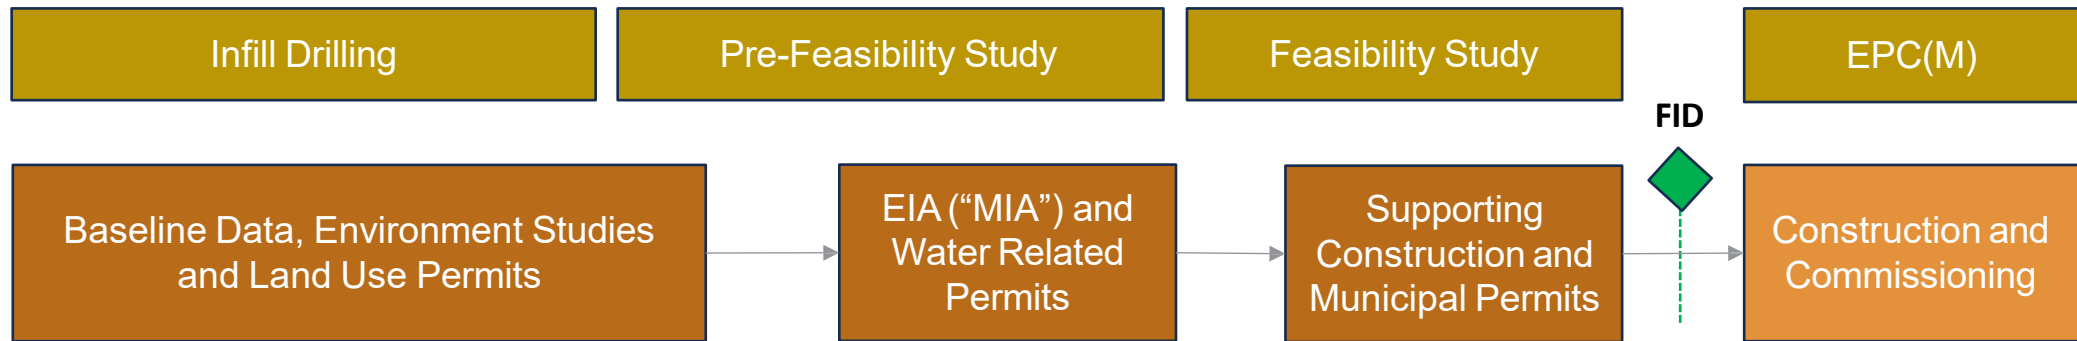 Infill Drilling
Pre-Feasibility Study
Feasibility Study
EPC(M)
FID
Baseline Data, Environment Studies
and Land Use Permits
EIA (“MIA”) and
Water Related
Permits
Supporting
Construction and
Municipal Permits
Construction and
Commissioning